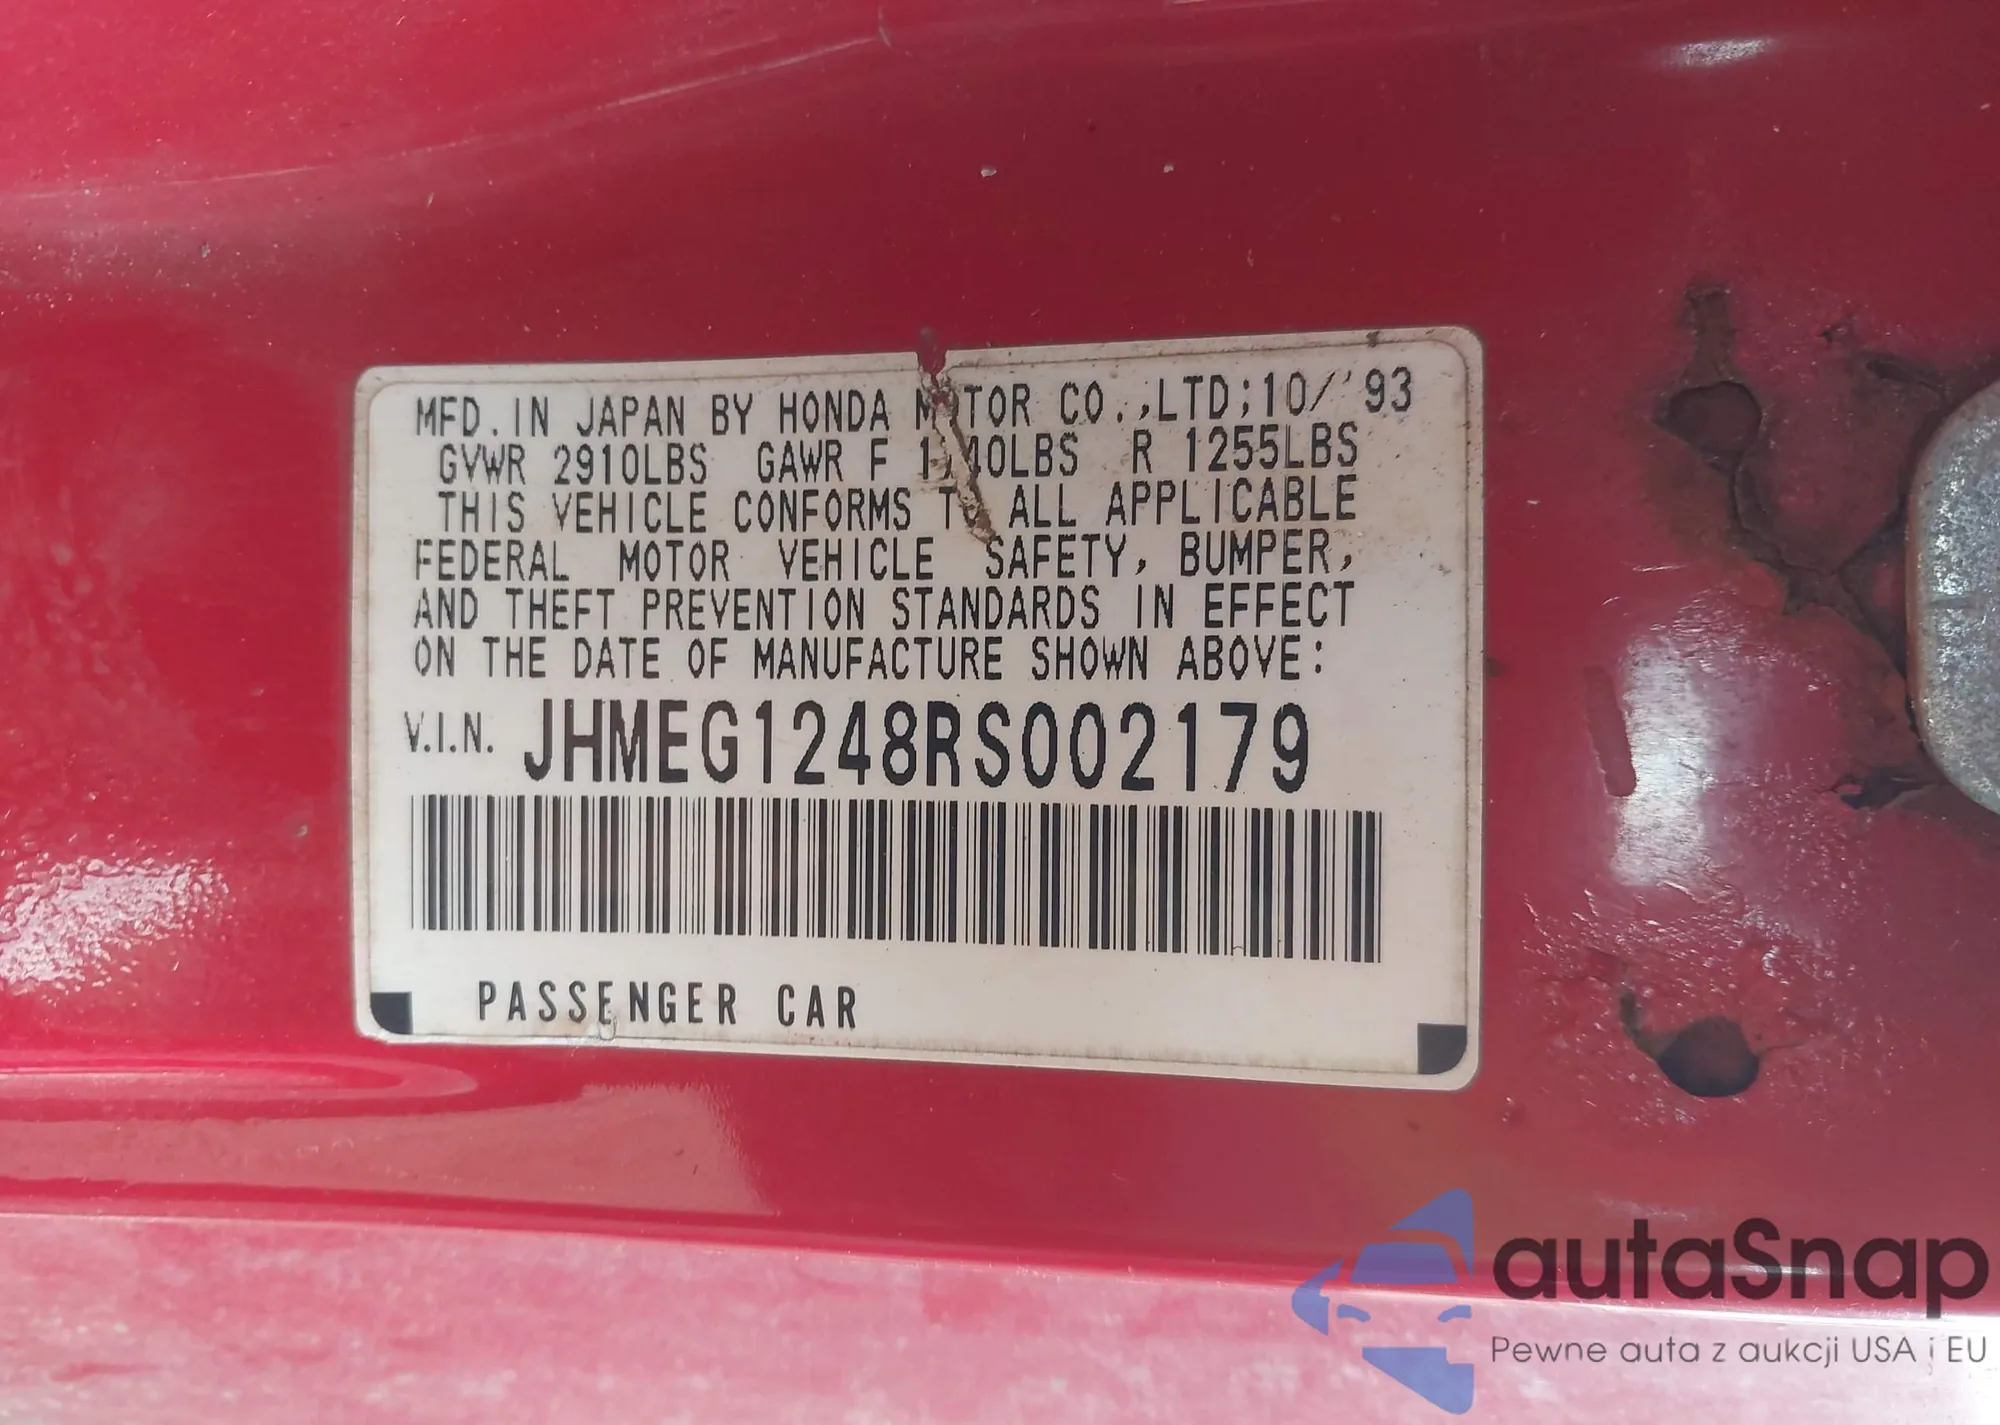 MFD. IN JAPAN BY HONDA MOTOR CO., LTD; 10/'93
GVWR 2910LBS GAWR F LBS R 1255LBS
THIS VEHICLE CONFORMS TO ALL APPLICABLE
FEDERAL MOTOR VEHICLE SAFETY, BUMPER,
AND THEFT PREVENTION STANDARDS IN EFFECT
ON THE DATE OF MANUFACTURE SHOWN ABOVE:
V.I.N. JHMEG1248RS002179
PASSENGER CAR
autaSnap
Pewne auta z aukcji USA i EU